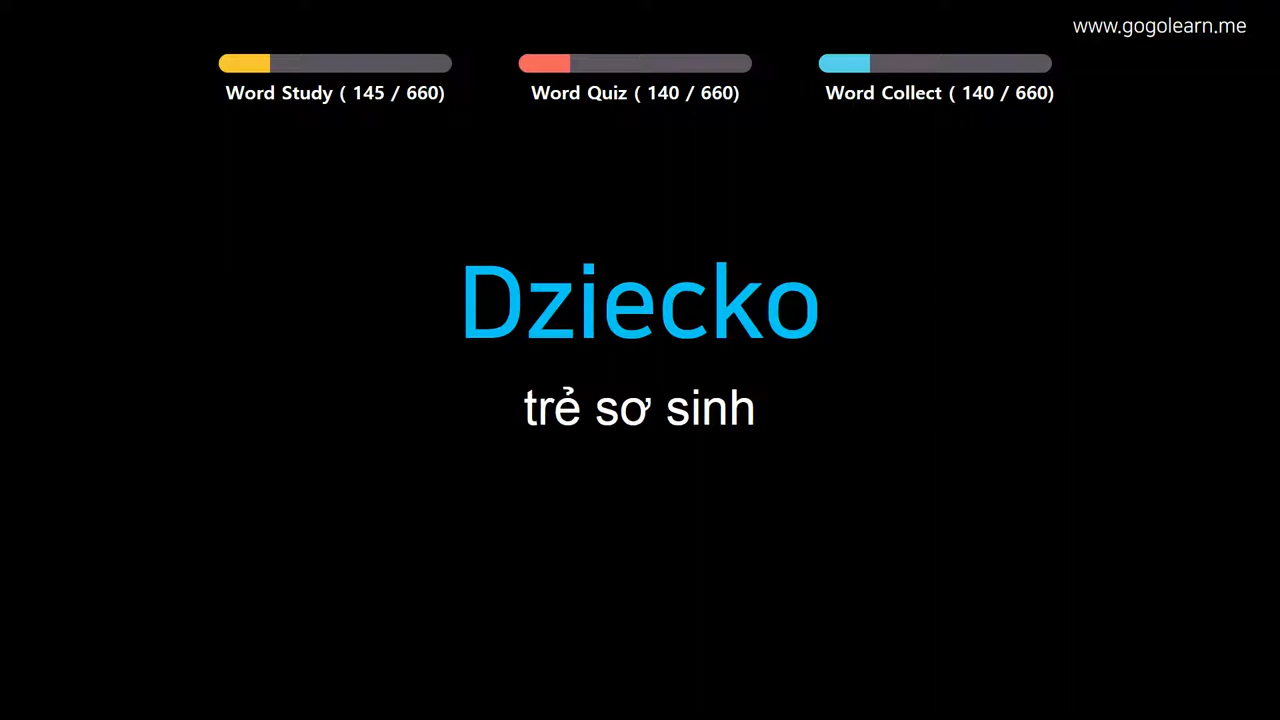 www.gogolearn.me
Word Study ( 145 / 660)
Word Quiz ( 140 / 660)
Word Collect ( 140 / 660)
Dziecko
trẻ sơ sinh